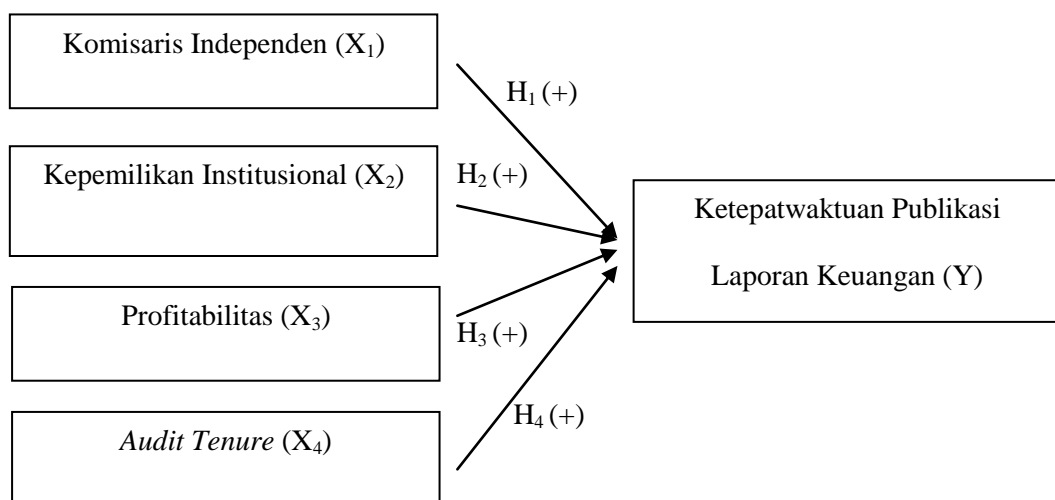 Komisaris Independen (X₁)
H₁ (+)
Kepemilikan Institusional (X₂)
H₂ (+)
Ketepatwaktuan Publikasi
Laporan Keuangan (Y)
Profitabilitas (X₃)
H₃ (+)
Audit Tenure (X₄)
H₄ (+)